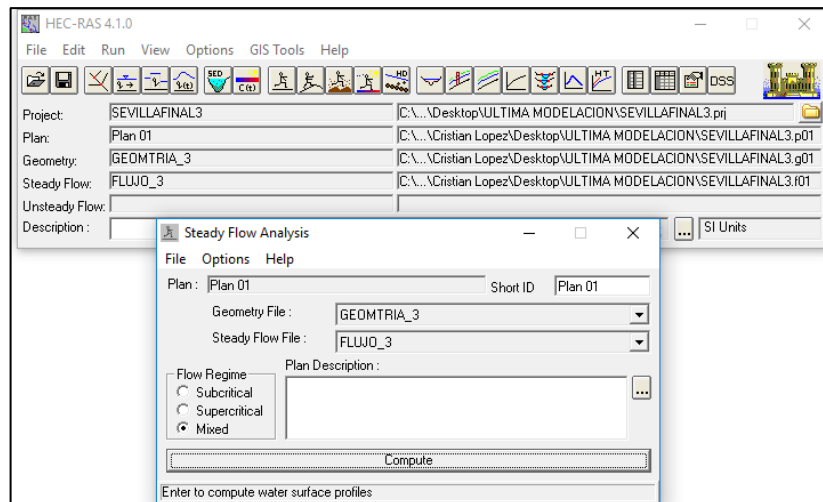 HEC-RAS 4.1.0
File Edit Run View Options GIS Tools Help
SED HD HT DSS
C(t)
Project: SEVILLAFINAL3 C:\...\Desktop\ULTIMA MODELACION\SEVILLAFINAL3.prj
Plan: Plan 01 C:\...\Cristian Lopez\Desktop\ULTIMA MODELACION\SEVILLAFINAL3.p01
Geometry: GEOMTRIA_3 C:\...\Cristian Lopez\Desktop\ULTIMA MODELACION\SEVILLAFINAL3.g01
Steady Flow: FLUJO_3 C:\...\Cristian Lopez\Desktop\ULTIMA MODELACION\SEVILLAFINAL3.f01
Unsteady Flow:
Description : ... SI Units
Steady Flow Analysis
File Options Help
Plan : Plan 01 Short ID Plan 01
Geometry File : GEOMTRIA_3
Steady Flow File : FLUJO_3
Flow Regime Plan Description :
Subcritical ...
Supercritical
Mixed
Compute
Enter to compute water surface profiles